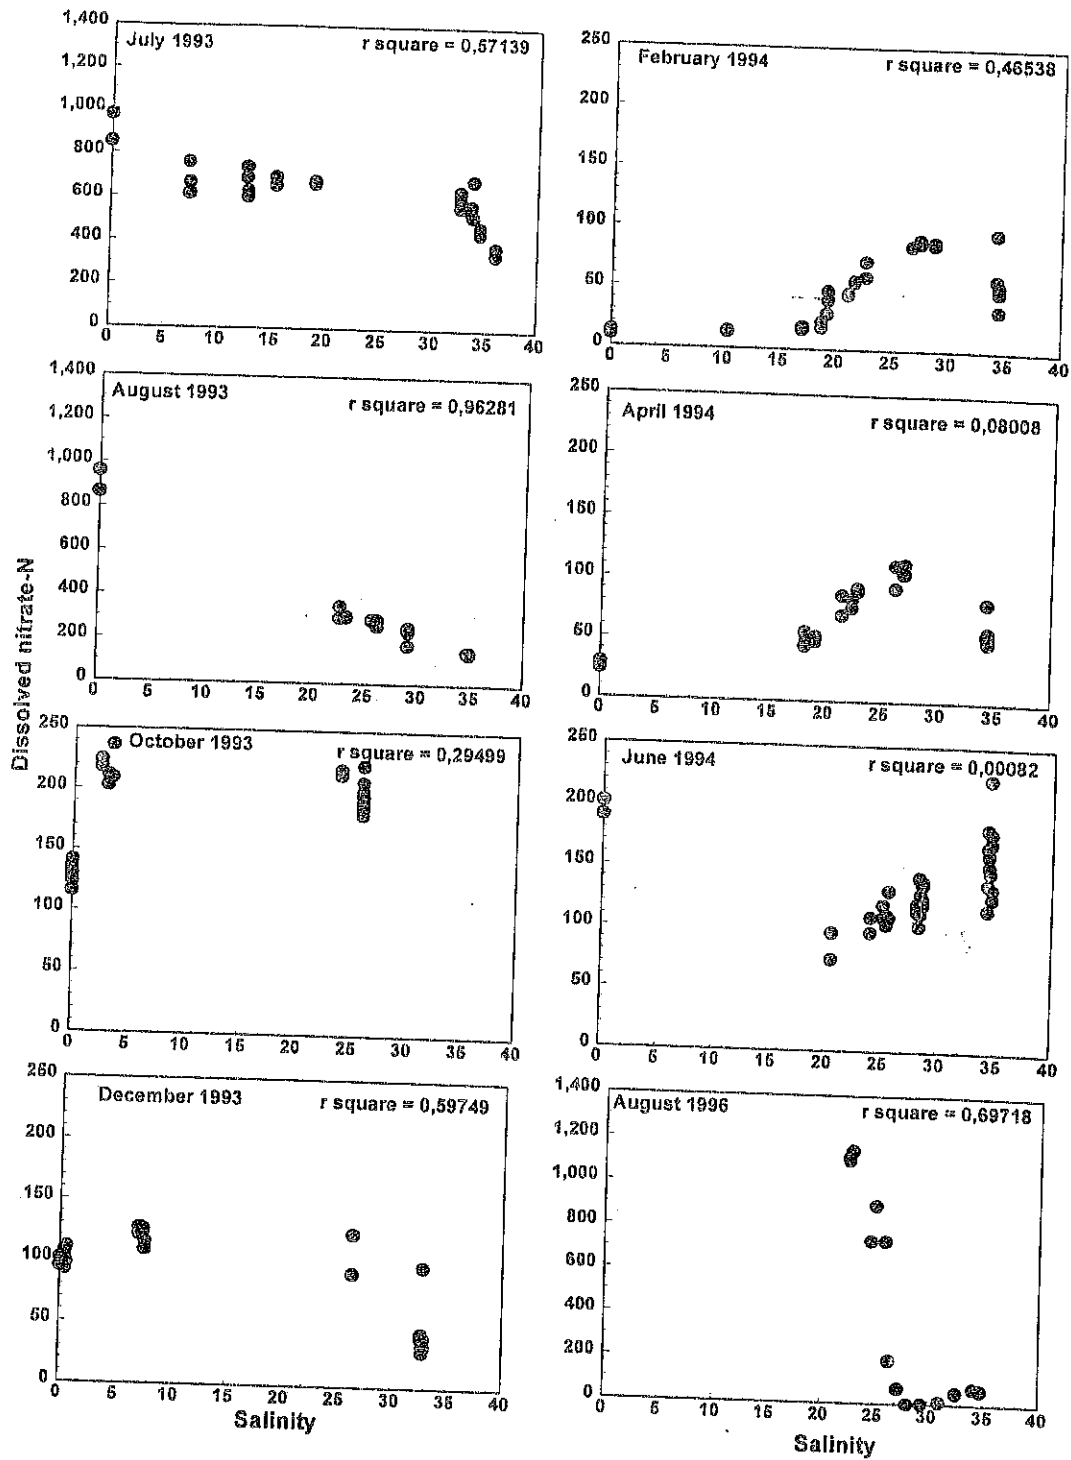 Dissolved nitrate-N
July 1993
r square = 0,57139
1,400
1,200
1,000
800
600
400
200
0
0 5 10 15 20 25 30 35 40
August 1993
r square = 0,96281
1,400
1,200
1,000
800
600
400
200
0
0 5 10 15 20 25 30 35 40
October 1993
r square = 0,29499
250
200
150
100
50
0
0 5 10 15 20 25 30 35 40
December 1993
r square = 0,59749
250
200
150
100
50
0
0 5 10 15 20 25 30 35 40
Salinity
February 1994
r square = 0,46538
250
200
150
100
50
0
0 5 10 15 20 25 30 35 40
April 1994
r square = 0,08008
250
200
150
100
50
0
0 5 10 15 20 25 30 35 40
June 1994
r square = 0,00082
250
200
150
100
50
0
0 5 10 15 20 25 30 35 40
August 1996
r square = 0,69718
1,400
1,200
1,000
800
600
400
200
0
0 5 10 15 20 25 30 35 40
Salinity